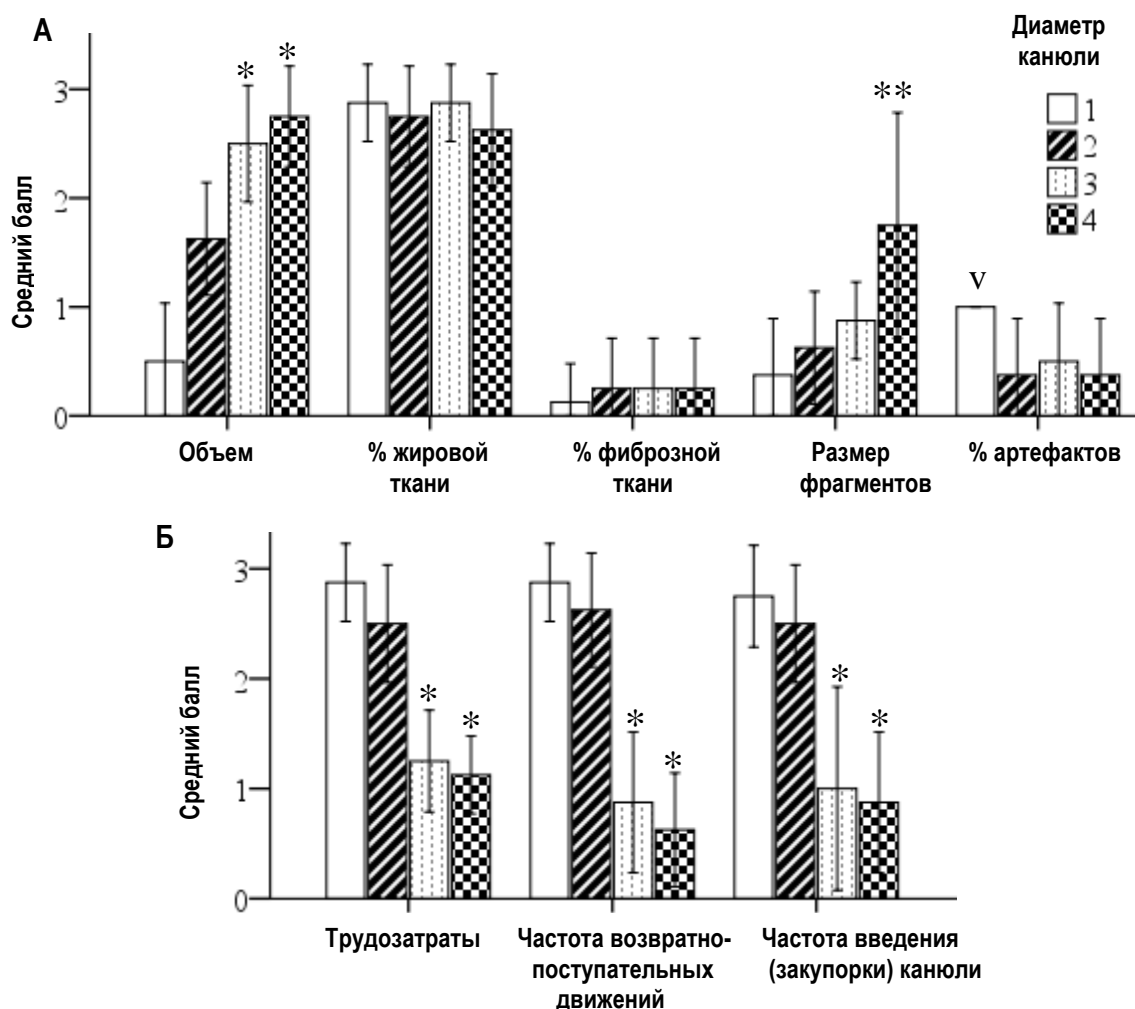 А
Диаметр
канюли
1
2
3
4
Средний балл
3
2
1
0
*
*
**
v
Объем
% жировой
ткани
% фиброзной
ткани
Размер
фрагментов
% артефактов
Б
Средний балл
3
2
1
0
*
*
*
*
*
*
Трудозатраты
Частота возвратно-
поступательных
движений
Частота введения
(закупорки) канюли